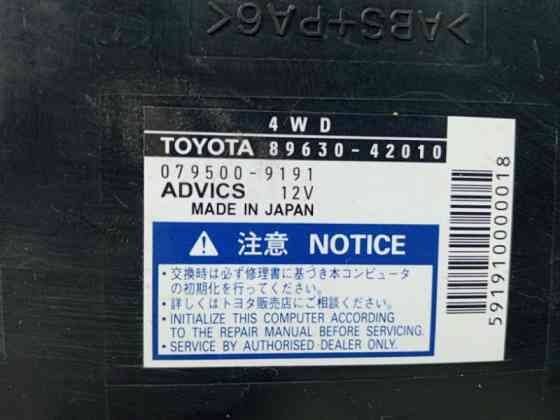 >ABS+PA6<
4WD
TOYOTA 89630-42010
079500-9191
ADVICS 12V
MADE IN JAPAN
注意 NOTICE
・交換時は必ず修理書に基づき本コンピュータ
の初期化を行ってください。
・詳しくはトヨタ販売店にご相談ください。
・INITIALIZE THIS COMPUTER ACCORDING
TO THE REPAIR MANUAL BEFORE SERVICING.
・SERVICE BY AUTHORISED DEALER ONLY.
5919100000018